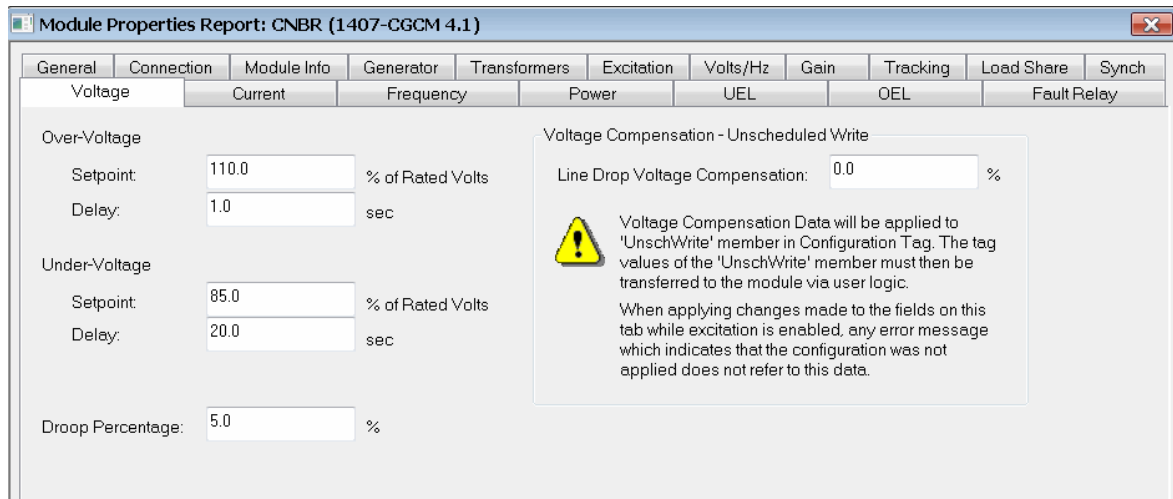 Module Properties Report: CNBR (1407-CGCM 4.1)
General Connection Module Info Generator Transformers Excitation Volts/Hz Gain Tracking Load Share Synch
Voltage Current Frequency Power UEL OEL Fault Relay
Over-Voltage
Setpoint: 110.0 % of Rated Volts
Delay: 1.0 sec
Under-Voltage
Setpoint: 85.0 % of Rated Volts
Delay: 20.0 sec
Droop Percentage: 5.0 %
Voltage Compensation - Unscheduled Write
Line Drop Voltage Compensation: 0.0 %
Voltage Compensation Data will be applied to
'UnschWrite' member in Configuration Tag. The tag
values of the 'UnschWrite' member must then be
transferred to the module via user logic.
When applying changes made to the fields on this
tab while excitation is enabled, any error message
which indicates that the configuration was not
applied does not refer to this data.